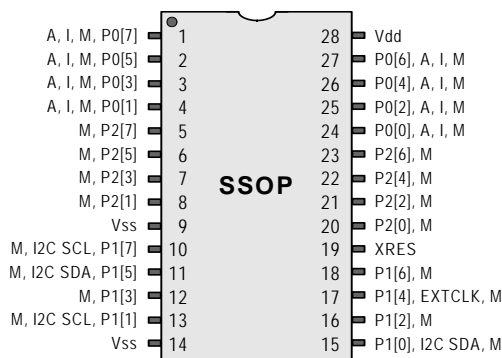 A, I, M, P0[7] 1 28 Vdd
A, I, M, P0[5] 2 27 P0[6], A, I, M
A, I, M, P0[3] 3 26 P0[4], A, I, M
A, I, M, P0[1] 4 25 P0[2], A, I, M
M, P2[7] 5 24 P0[0], A, I, M
M, P2[5] 6 23 P2[6], M
M, P2[3] 7 22 P2[4], M
SSOP
M, P2[1] 8 21 P2[2], M
Vss 9 20 P2[0], M
M, I2C SCL, P1[7] 10 19 XRES
M, I2C SDA, P1[5] 11 18 P1[6], M
M, P1[3] 12 17 P1[4], EXTCLK, M
M, I2C SCL, P1[1] 13 16 P1[2], M
Vss 14 15 P1[0], I2C SDA, M